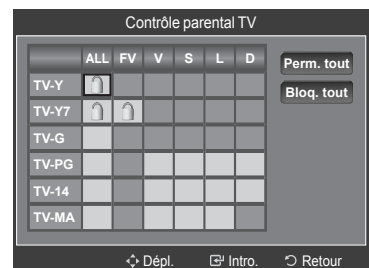 Contrôle parental TV
ALL FV V S L D
Perm. tout
TV-Y
Bloq. tout
TV-Y7
TV-G
TV-PG
TV-14
TV-MA
Dépl. Intro. Retour